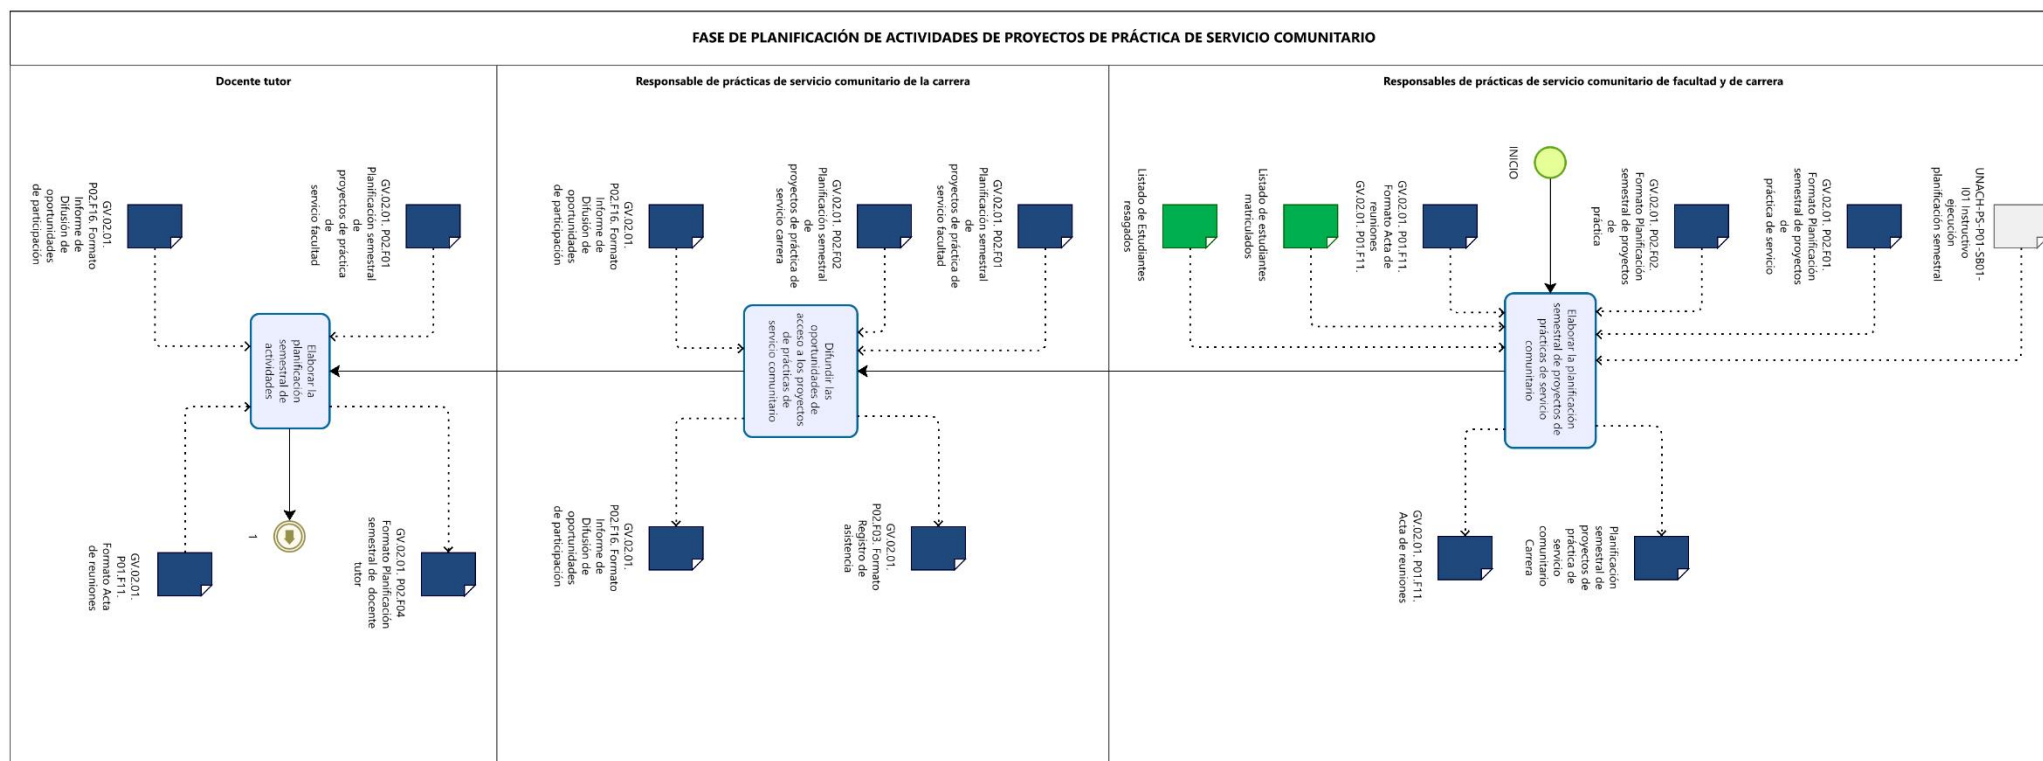 FASE DE PLANIFICACIÓN DE ACTIVIDADES DE PROYECTOS DE PRÁCTICA DE SERVICIO COMUNITARIO
Docente tutor
Responsable de prácticas de servicio comunitario de la carrera
Responsables de prácticas de servicio comunitario de facultad y de carrera
UNACH-PS-P01-SB01-
I01 Instructivo
ejecución
planificación semestral
GV.02.01. P02.F01.
Formato Planificación
semestral de proyectos
de
práctica de servicio
GV.02.01. P02.F02.
Formato Planificación
semestral de proyectos
de
práctica
INICIO
GV.02.01. P01.F11.
Formato Acta de
reuniones
GV.02.01. P01.F11.
Listado de estudiantes
matriculados
Listado de Estudiantes
resagados
Elaborar la planificación
semestral de proyectos de
prácticas de servicio
comunitario
Planificación
semestral de
proyectos de
práctica de
servicio
comunitario
Carrera
GV.02.01. P01.F11.
Acta de reuniones
GV.02.01. P02.F01
Planificación semestral
de
proyectos de práctica de
servicio facultad
GV.02.01. P02.F02
Planificación semestral
de
proyectos de práctica de
servicio carrera
GV.02.01.
P02.F16. Formato
Informe de
Difusión de
oportunidades
de participación
Difundir las
oportunidades de
acceso a los proyectos
de prácticas de
servicio comunitario
GV.02.01.
P02.F03. Formato
Registro de
asistencia
GV.02.01.
P02.F16. Formato
Informe de
Difusión de
oportunidades
de participación
GV.02.01. P02.F01
Planificación semestral
de
proyectos de práctica de
servicio facultad
GV.02.01.
P02.F16. Formato
Informe de
Difusión de
oportunidades
de participación
Elaborar la
planificación
semestral de
actividades
GV.02.01. P02.F04
Formato Planificación
semestral de docente
tutor
1
GV.02.01.
P01.F11.
Formato Acta
de reuniones